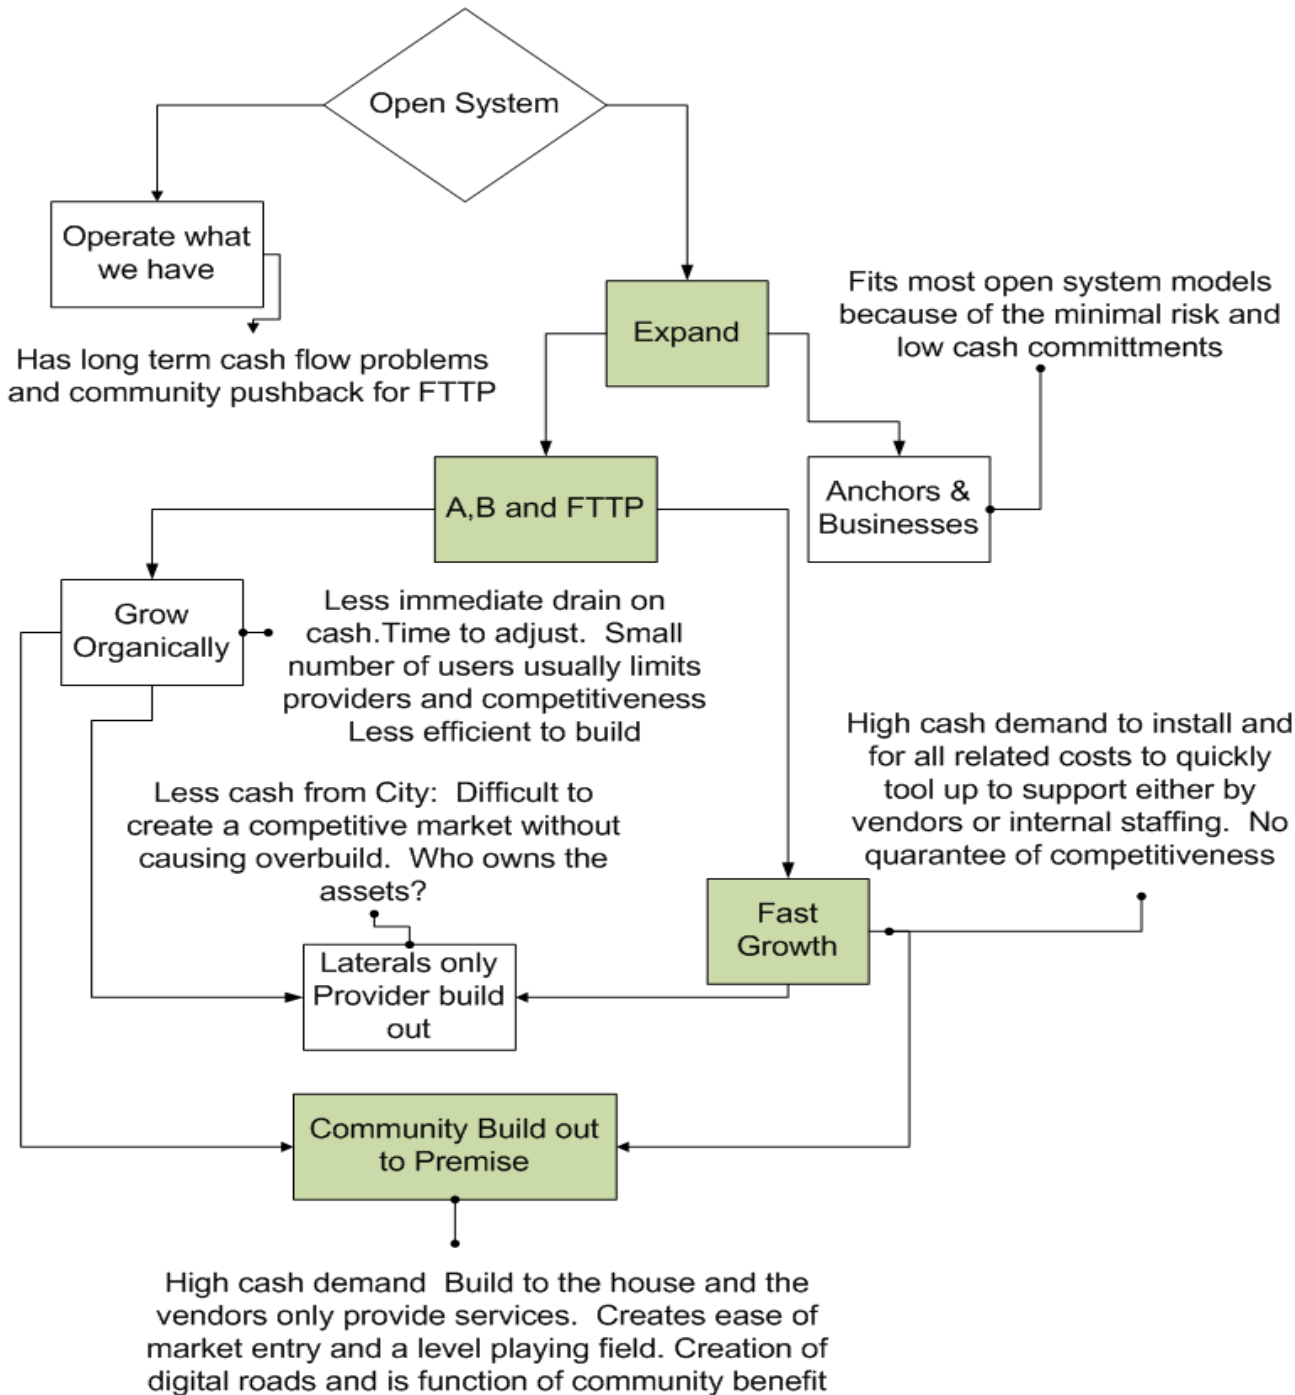 Open System
Operate what
we have
Has long term cash flow problems
and community pushback for FTTP
Expand
Fits most open system models
because of the minimal risk and
low cash committments
A,B and FTTP
Anchors &
Businesses
Grow
Organically
Less immediate drain on
cash.Time to adjust.  Small
number of users usually limits
providers and competitiveness
Less efficient to build
High cash demand to install and
for all related costs to quickly
tool up to support either by
vendors or internal staffing.  No
quarantee of competitiveness
Less cash from City:  Difficult to
create a competitive market without
causing overbuild.  Who owns the
assets?
Fast
Growth
Laterals only
Provider build
out
Community Build out
to Premise
High cash demand  Build to the house and the
vendors only provide services.  Creates ease of
market entry and a level playing field. Creation of
digital roads and is function of community benefit